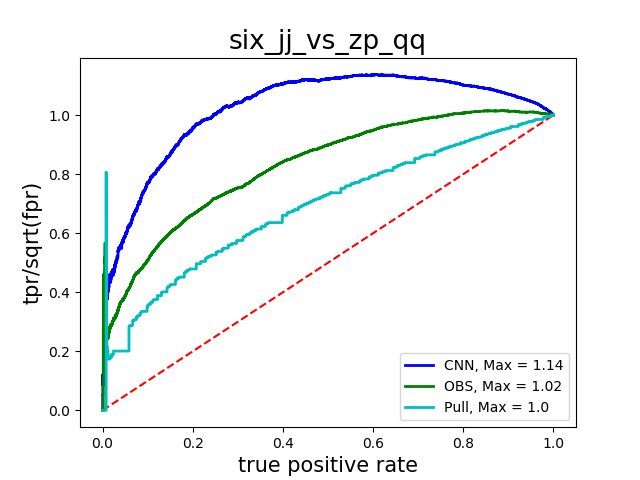 six_jj_vs_zp_qq
tpr/sqrt(fpr)
1.0
0.8
0.6
0.4
0.2
0.0
CNN, Max = 1.14
OBS, Max = 1.02
Pull, Max = 1.0
0.0 0.2 0.4 0.6 0.8 1.0
true positive rate